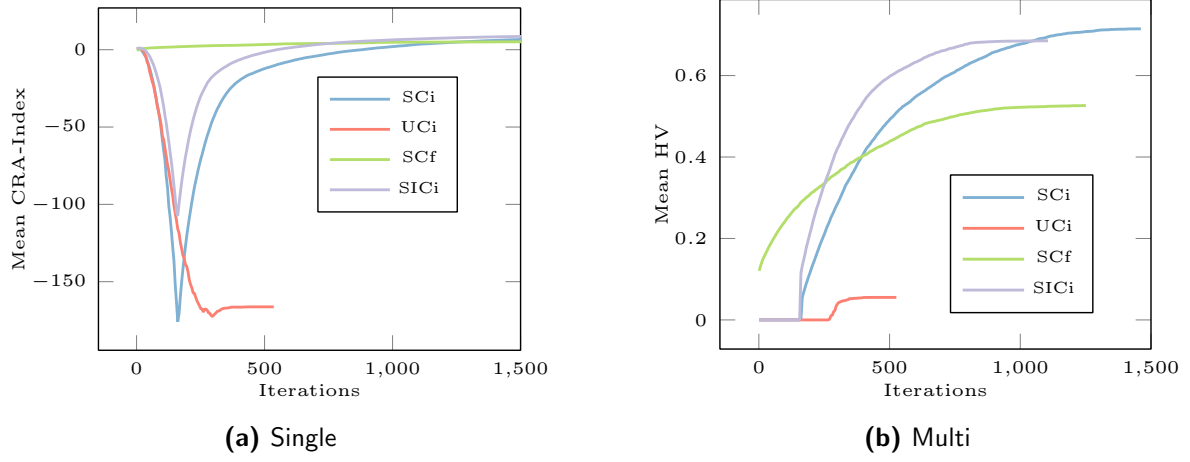 Mean CRA-Index
0
−50
−100
−150
SCi
UCi
SCf
SICi
0
500
1,000
1,500
Iterations
(a) Single
Mean HV
0.6
0.4
0.2
0
SCi
UCi
SCf
SICi
0
500
1,000
1,500
Iterations
(b) Multi